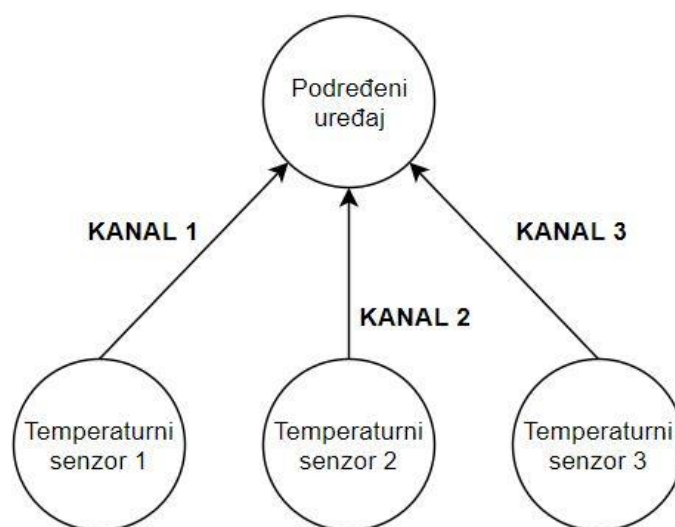 Podređeni
uređaj
KANAL 1
KANAL 3
KANAL 2
Temperaturni
senzor 1
Temperaturni
senzor 2
Temperaturni
senzor 3